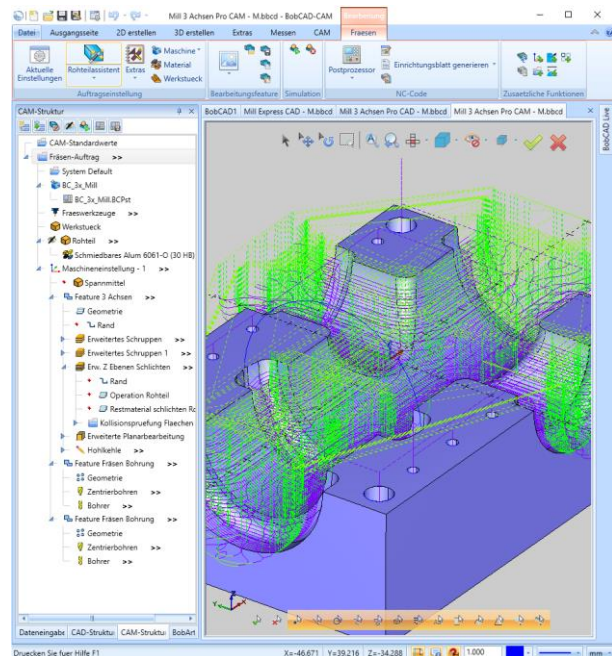 Mill 3 Achsen Pro CAM - M.bbcd - BobCAD-CAM
Bearbeitung
Datei Ausgangsseite 2D erstellen 3D erstellen Extras Messen CAM Fraesen
Aktuelle Einstellungen
Rohteilassistent
Extras
Maschine
Material
Werkstueck
Postprozessor
Einrichtungsblatt generieren
Auftragseinstellung Bearbeitungsfeature Simulation NC-Code Zusaetzliche Funktionen
CAM-Struktur
BobCAD1 Mill Express CAD - M.bbcd Mill 3 Achsen Pro CAD - M.bbcd Mill 3 Achsen Pro CAM - M.bbcd
BobCAD Live
CAM-Standardwerte
Fräsen-Auftrag >>
System Default
BC_3x_Mill
BC_3x_Mill.BCPst
Fraeswerkzeuge >>
Werkstueck
Rohteil >>
Schmiedbares Alum 6061-O (30 HB)
Maschineneinstellung - 1 >>
Spannmittel
Feature 3 Achsen >>
Geometrie
Rand
Erweitertes Schruppen >>
Erweitertes Schruppen 1 >>
Erw. Z Ebenen Schlichten >>
Rand
Operation Rohteil
Restmaterial schlichten Ro
Kollisionspruefung Flaechen
Erweiterte Planarbearbeitung
Hohlkehle >>
Feature Fräsen Bohrung >>
Geometrie
Zentrierbohren >>
Bohrer >>
Feature Fräsen Bohrung >>
Geometrie
Zentrierbohren >>
Bohrer >>
Dateneingabe CAD-Struktu CAM-Struktu BobArt
Druecken Sie fuer Hilfe F1
X=-46.671 Y=39.216 Z=-34.288 1.000 mm